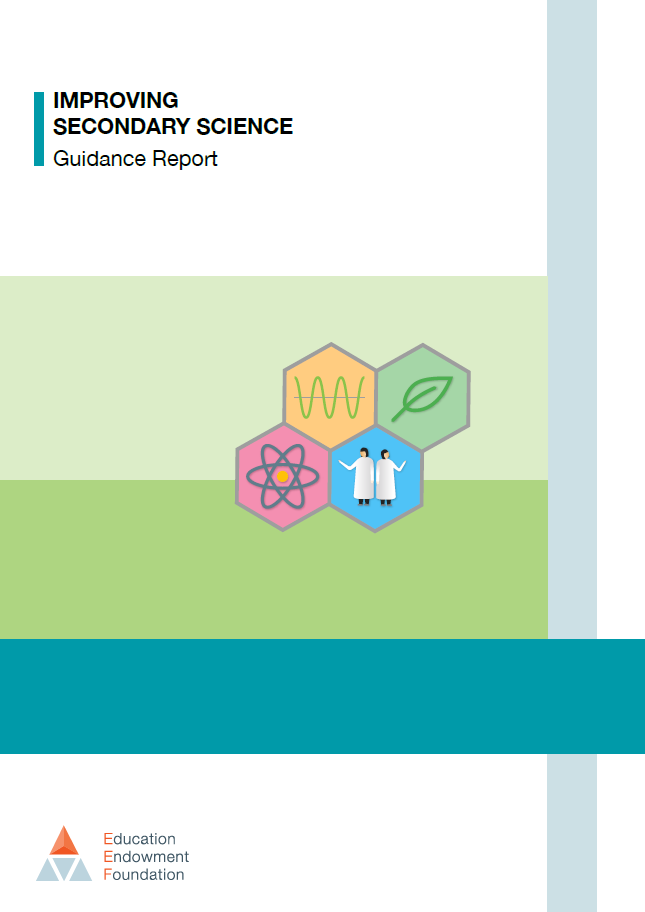 IMPROVING
SECONDARY SCIENCE
Guidance Report
Education
Endowment
Foundation